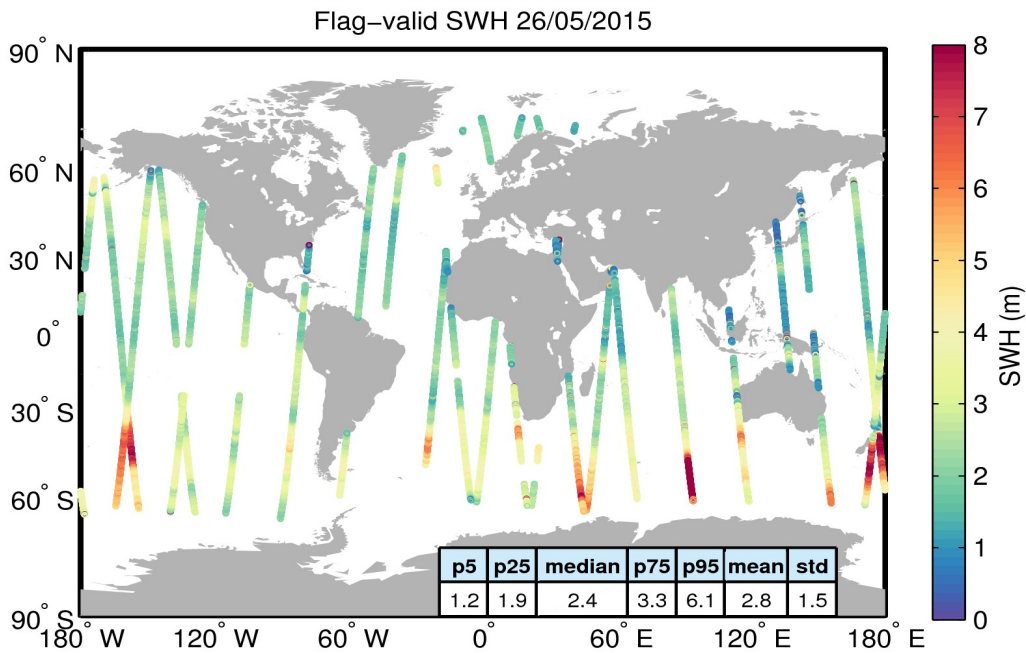 Flag−valid SWH 26/05/2015
90° N
60° N
30° N
0°
30° S
60° S
90° S
180° W
120° W
60° W
0°
60° E
120° E
180° E
p5 p25 median p75 p95 mean std
1.2 1.9 2.4 3.3 6.1 2.8 1.5
8
7
6
5
4
3
2
1
0
SWH (m)